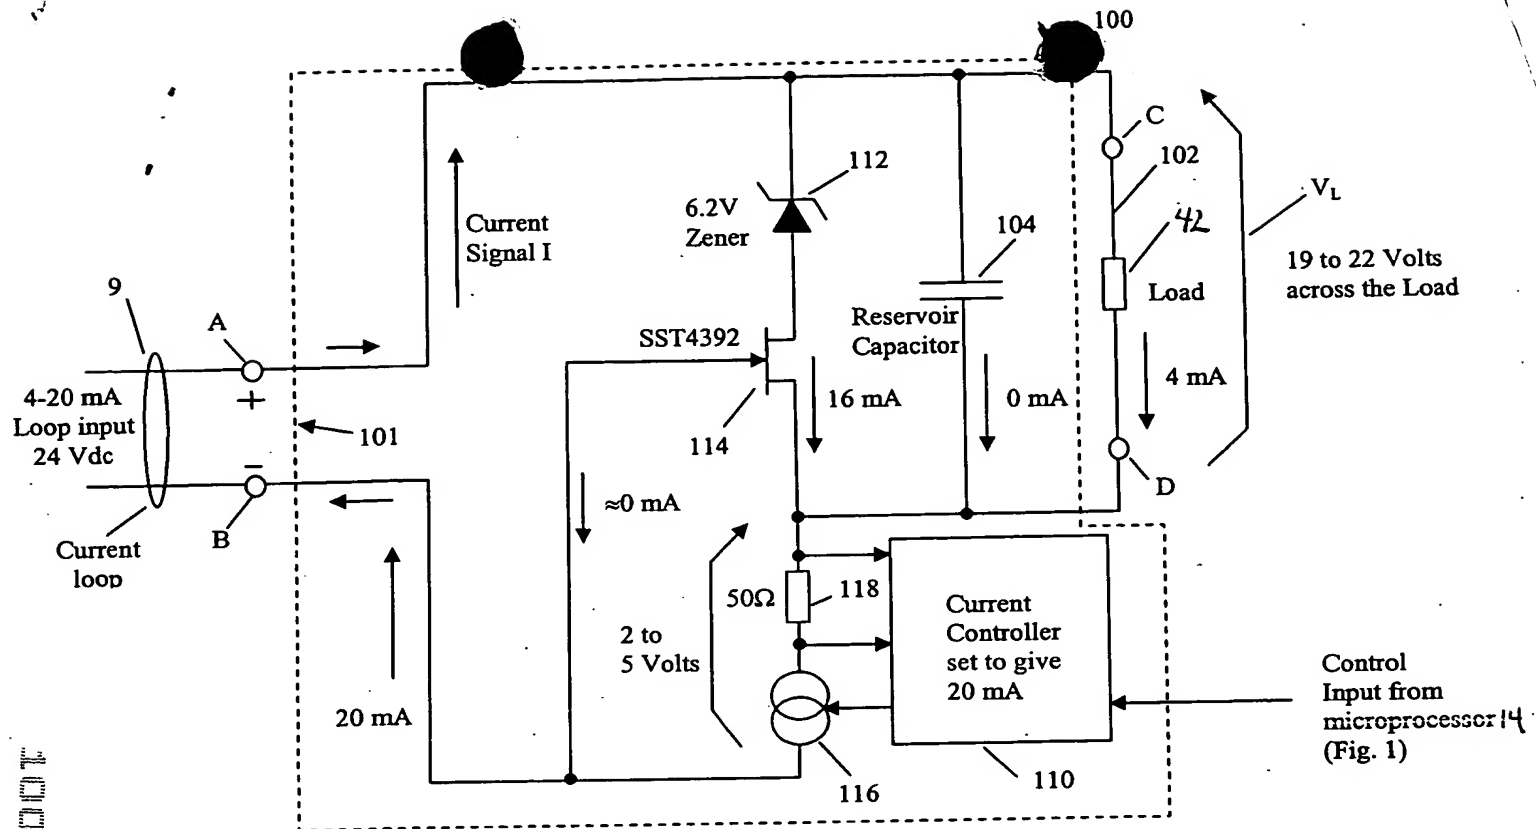 100
C
112
102
V_L
6.2V
Zener
104
42
Current
Signal I
19 to 22 Volts
across the Load
9
Load
A
Reservoir
Capacitor
SST4392
4-20 mA
Loop input
24 Vdc
+
16 mA
0 mA
4 mA
101
114
−
≈0 mA
D
B
Current
loop
50Ω
118
Current
Controller
set to give
20 mA
2 to
5 Volts
Control
Input from
microprocessor 14
(Fig. 1)
20 mA
116
110
100